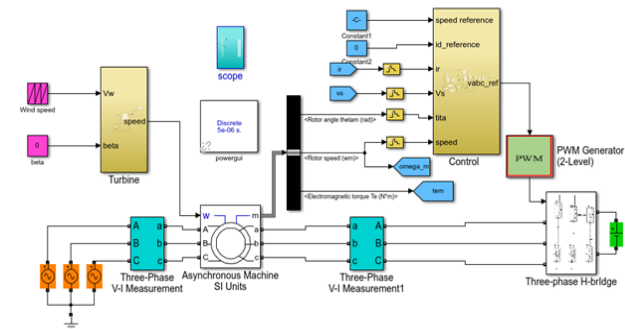 -C-
Constant1
speed reference
0
Constant2
id_reference
ir
ir
vs
Vs
vabc_ref
<Rotor angle thetam (rad)>
tita
<Rotor speed (wm)>
speed
Control
omega_m
<Electromagnetic torque Te (N*m)>
tem
scope
Discrete
5e-06 s.
powergui
Wind speed
Vw
speed
0
beta
beta
Turbine
PWM
PWM Generator
(2-Level)
w
m
A
a
A
a
a
A
B
b
B
b
b
B
C
c
C
c
c
C
Three-Phase
V-I Measurement
Asynchronous Machine
SI Units
Three-Phase
V-I Measurement1
Three-phase H-bridge